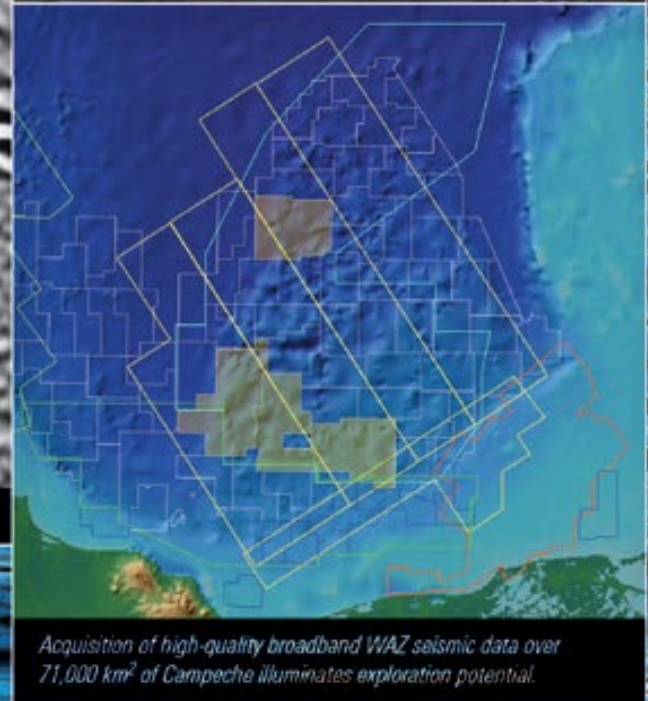 Acquisition of high-quality broadband WAZ seismic data over
71,000 km² of Campeche illuminates exploration potential.